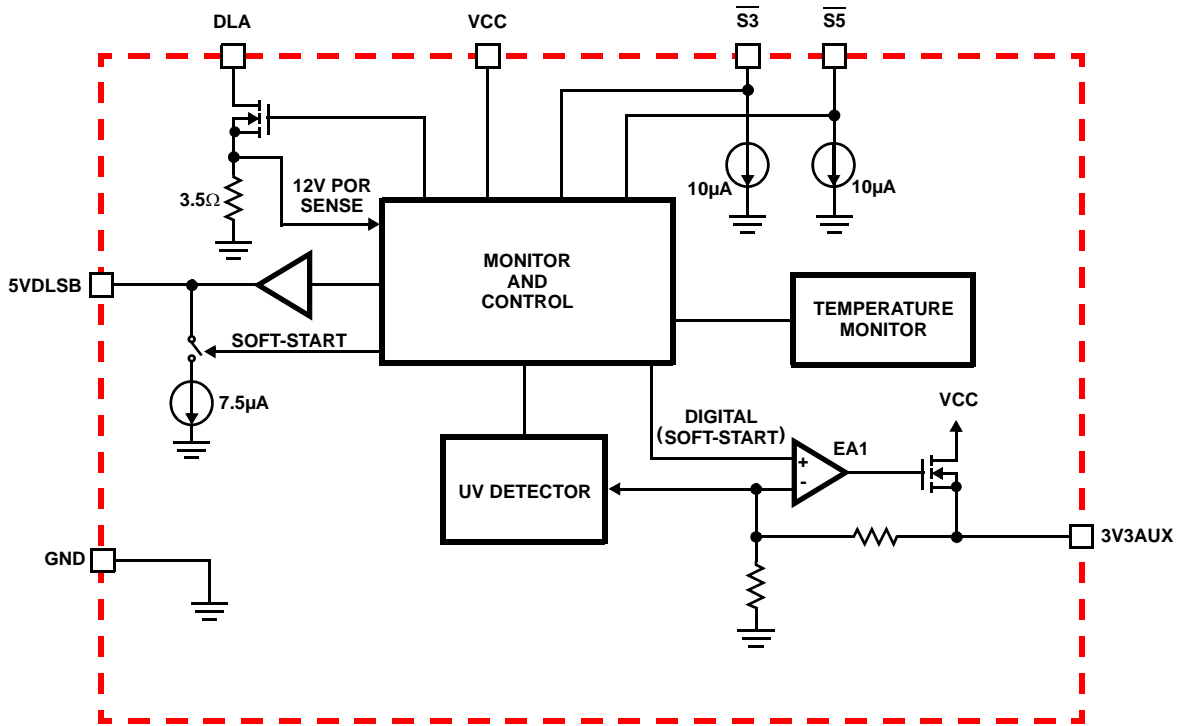 DLA
VCC
S3
S5
12V POR
SENSE
3.5Ω
10µA
10µA
MONITOR
AND
CONTROL
5VDLSB
TEMPERATURE
MONITOR
SOFT-START
7.5µA
VCC
DIGITAL
(SOFT-START)
EA1
+
-
UV DETECTOR
GND
3V3AUX